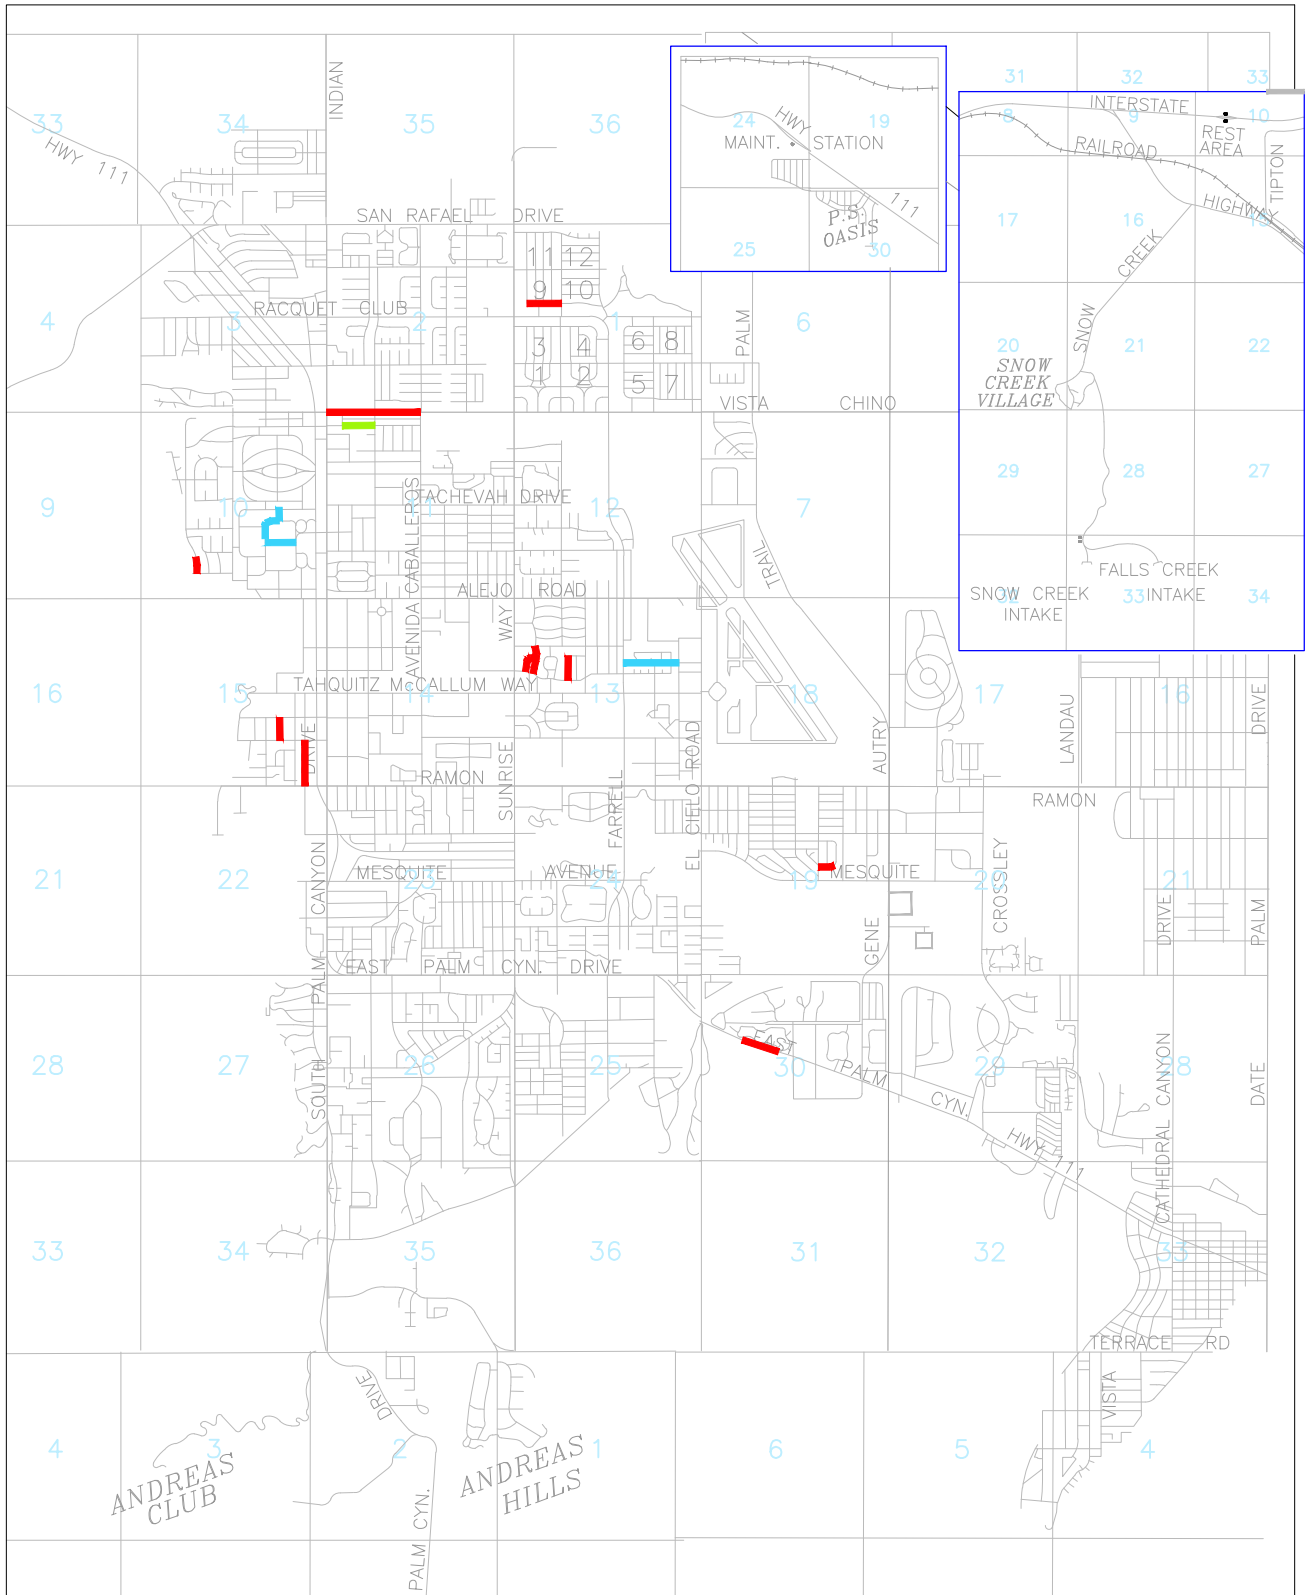 31 32 33
INTERSTATE
8 9 10
REST
AREA
RAILROAD
TIPTON
HIGHWAY
17 16 15
CREEK
SNOW
20 21 22
SNOW
CREEK
VILLAGE
29 28 27
FALLS CREEK
INTAKE
SNOW CREEK
INTAKE
32 33 34
24 19
HWY
MAINT. STATION
111
P.S.
OASIS
25 30
33 34 35 36
HWY 111
INDIAN
SAN RAFAEL DRIVE
11 12
9 10
RACQUET CLUB
4 3 2 1 6
3 4 6 8
1 2 5 7
PALM
VISTA CHINO
TACHEVAH DRIVE
9 10 11 12 7
AVENIDA CABALLEROS
TRAIL
ALEJO ROAD
WAY
TAHQUITZ McCALLUM WAY
16 15 14 13 18 17 16
DRIVE
LANDAU
DRIVE
AUTRY
SUNRISE
EL CIELO ROAD
RAMON
RAMON
FARRELL
MESQUITE AVENUE MESQUITE
21 22 23 24 19 20 21
CANYON
CROSSLEY
DRIVE
PALM
GENE
PALM
EAST PALM CYN. DRIVE
28 27 26 25 30 29 28
SOUTH
EAST
PALM
CYN.
HWY 111
CATHEDRAL CANYON
DATE
33 34 35 36 31 32 33
TERRACE RD
VISTA
DRIVE
4 3 2 1 6 5 4
ANDREAS
CLUB
ANDREAS
HILLS
PALM CYN.